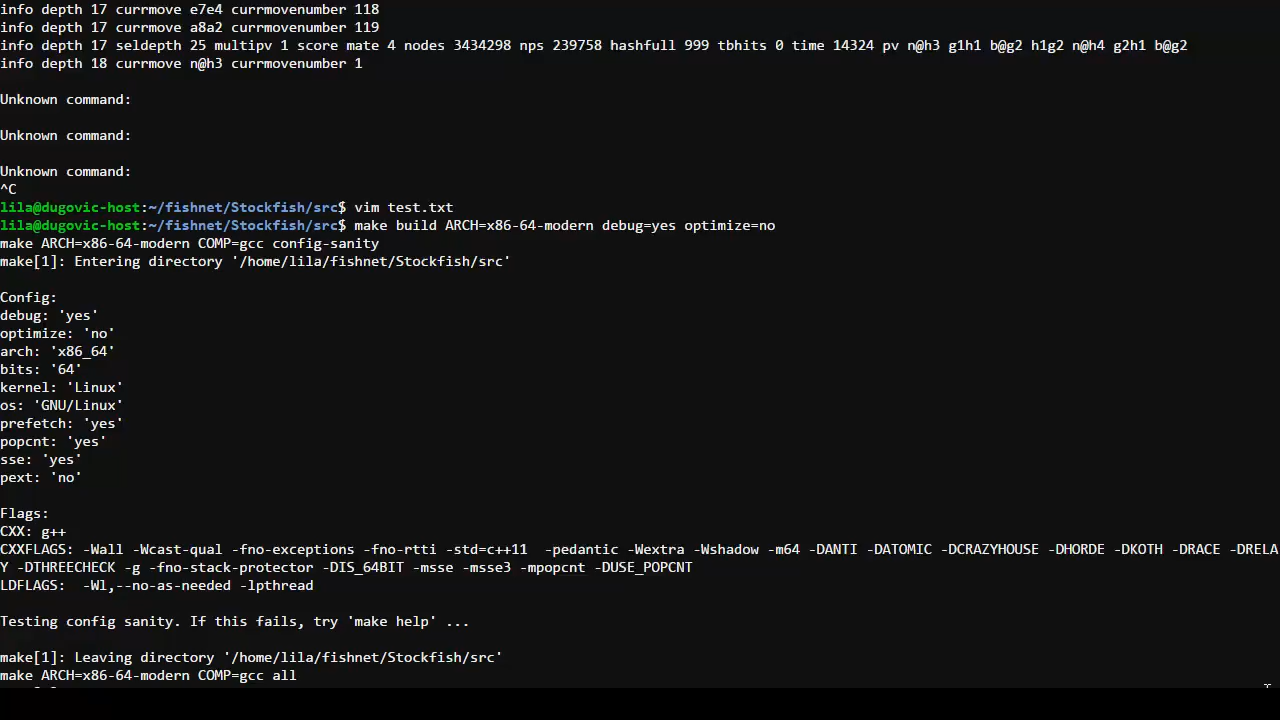 info depth 17 currmove e7e4 currmovenumber 118
info depth 17 currmove a8a2 currmovenumber 119
info depth 17 seldepth 25 multipv 1 score mate 4 nodes 3434298 nps 239758 hashfull 999 tbhits 0 time 14324 pv n@h3 g1h1 b@g2 h1g2 n@h4 g2h1 b@g2
info depth 18 currmove n@h3 currmovenumber 1
Unknown command:
Unknown command:
Unknown command:
^C
lila@dugovic-host:~/fishnet/Stockfish/src$ vim test.txt
lila@dugovic-host:~/fishnet/Stockfish/src$ make build ARCH=x86-64-modern debug=yes optimize=no
make ARCH=x86-64-modern COMP=gcc config-sanity
make[1]: Entering directory '/home/lila/fishnet/Stockfish/src'
Config:
debug: 'yes'
optimize: 'no'
arch: 'x86_64'
bits: '64'
kernel: 'Linux'
os: 'GNU/Linux'
prefetch: 'yes'
popcnt: 'yes'
sse: 'yes'
pext: 'no'
Flags:
CXX: g++
CXXFLAGS: -Wall -Wcast-qual -fno-exceptions -fno-rtti -std=c++11  -pedantic -Wextra -Wshadow -m64 -DANTI -DATOMIC -DCRAZYHOUSE -DHORDE -DKOTH -DRACE -DRELA
Y -DTHREECHECK -g -fno-stack-protector -DIS_64BIT -msse -msse3 -mpopcnt -DUSE_POPCNT
LDFLAGS:  -Wl,--no-as-needed -lpthread
Testing config sanity. If this fails, try 'make help' ...
make[1]: Leaving directory '/home/lila/fishnet/Stockfish/src'
make ARCH=x86-64-modern COMP=gcc all